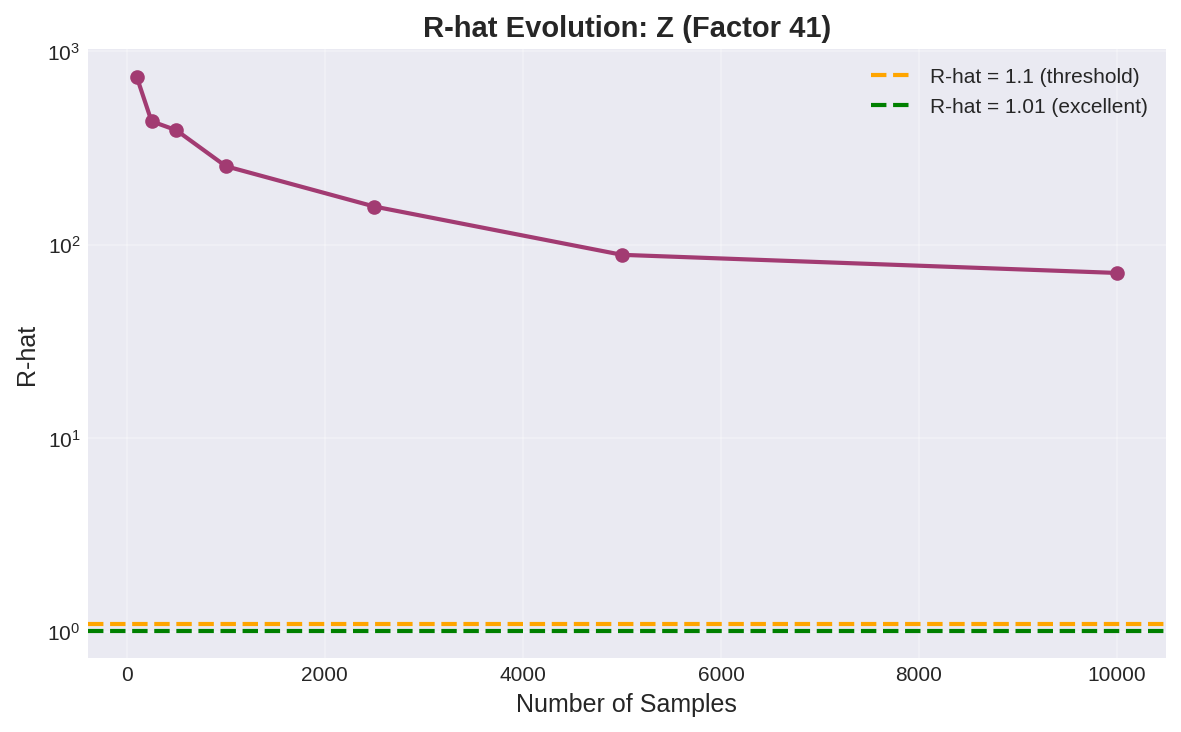 R-hat Evolution: Z (Factor 41)
10³
R-hat = 1.1 (threshold)
R-hat = 1.01 (excellent)
10²
R-hat
10¹
10⁰
0 2000 4000 6000 8000 10000
Number of Samples